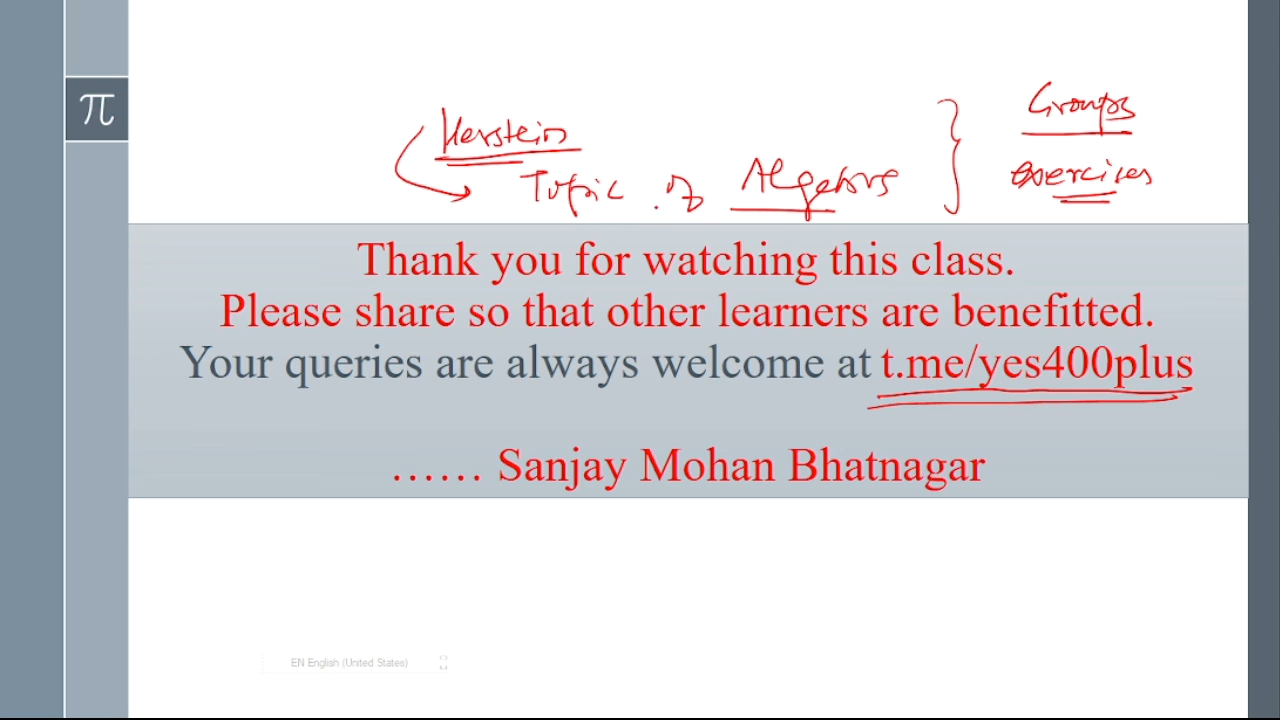 π
Herstein
Topic of Algebra
Groups
exercises
Thank you for watching this class.
Please share so that other learners are benefitted.
Your queries are always welcome at t.me/yes400plus
...... Sanjay Mohan Bhatnagar
EN English (United States)